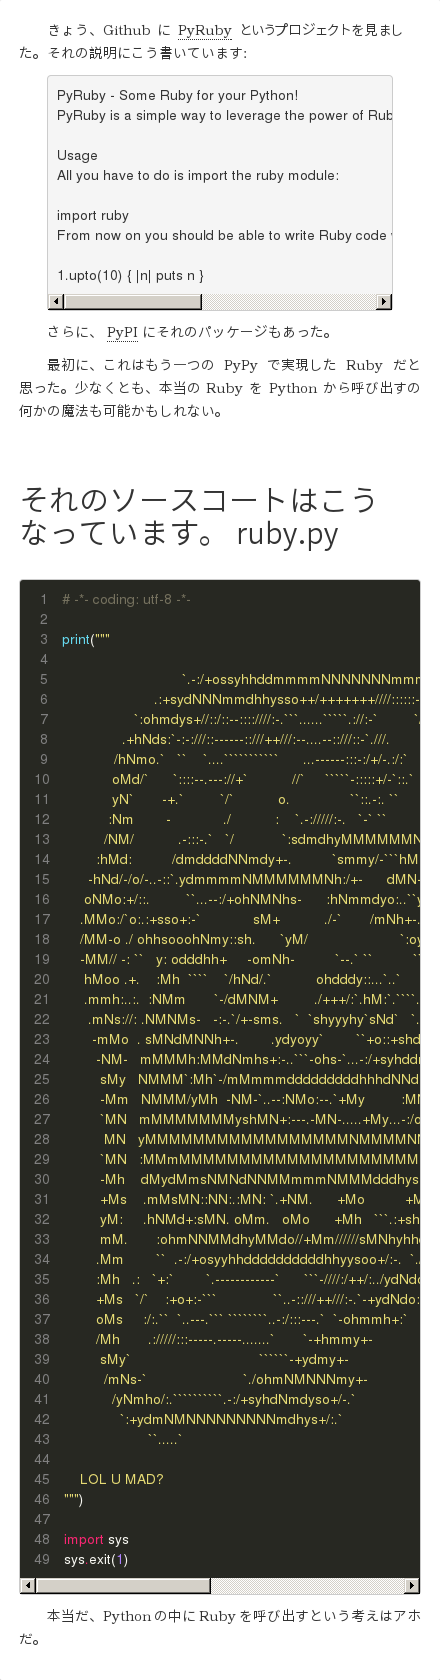 きょう、Github に PyRuby というプロジェクトを見まし
た。それの説明にこう書いています:
PyRuby - Some Ruby for your Python!
PyRuby is a simple way to leverage the power of Rub
Usage
All you have to do is import the ruby module:
import ruby
From now on you should be able to write Ruby code
1.upto(10) { |n| puts n }
さらに、 PyPI にそれのパッケージもあった。
最初に、これはもう一つの PyPy で実現した Ruby だと
思った。少なくとも、本当の Ruby を Python から呼び出すの
何かの魔法も可能かもしれない。
それのソースコートはこう
なっています。 ruby.py
1 # -*- coding: utf-8 -*-
2
3 print("""
4
5 `.-:/+ossyhhddmmmmNNNNNNNmmm
6 .:+sydNNNmmdhhysso++/+++++++////::::::-
7 `:ohmdys+//::/::--::::////:-.```......`````.://:-`
8 .+hNds:`-:-:///::------::///++///:--....--::///::-`.///.
9 /hNmo.` `` `....``````````` ...------:::-:/+/-.:/:`
10 oMd/` `::::--.---://+` //` `````-:::::+/-`::.`
11 yN` -+.` `/` o. ``::.-:. ``
12 :Nm - ./ : `.-://///:-. `-` ``
13 /NM/ .-:::-.` `/ `:sdmdhyMMMMMMN
14 :hMd: /dmddddNNmdy+-. `smmy/-```hM
15 -hNd/-/o/-..-::`.ydmmmmNMMMMMMNh:/+- dMN-
16 oNMo:+/::. ``...--:/+ohNMNhs- :hNmmdyo:..``y
17 .MMo:/`o:.:+sso+:-` sM+ ./-` /mNh+-.
18 /MM-o ./ ohhsooohNmy::sh. `yM/ `:oy
19 -MM// -: `` y: odddhh+ -omNh- `--.` ``
20 hMoo .+. :Mh ```` `/hNd/.` ohdddy::...`..`
21 .mmh:..:. :NMm `-/dMNM+ ./+++/:`.hM:`.````.
22 .mNs://: .NMNMs- -:-.`/+-sms. ` `shyyyhy`sNd` `.
23 -mMo . sMNdMNNh+-. .ydyoyy` ``+o::+shd
24 -NM- mMMMh:MMdNmhs+:-..```-ohs-`...-:/+syhddm
25 sMy NMMM`:Mh`-/mMmmmdddddddddhhhdNNd
26 -Mm NMMM/yMh -NM-`..--:NMo:--.`+My :MN
27 `MN mMMMMMMMyshMN+:---.-MN-.....+My...-:/o
28 MN yMMMMMMMMMMMMMMMMMNMMMMNN
29 `MN :MMmMMMMMMMMMMMMMMMMMMM
30 -Mh dMydMmsNMNdNNMMmmmNMMMdddhys
31 +Ms .mMsMN::NN:.:MN: `.+NM. +Mo +M
32 yM: .hNMd+:sMN. oMm. oMo +Mh ```.:+sh
33 mM. :ohmNNMMdhyMMdo//+Mm//////sMNhyhh
34 .Mm `` .-:/+osyyhhddddddddddhhyysoo+/:-. `.
35 :Mh .: `+:` `.------------` ```-////:/++/:../ydNdo
36 +Ms `/` :+o+:-``` ``..-::///++///:-.`-+ydNdo:
37 oMs :/:.`` `..---.``` ````````..-:/:::---.` `-ohmmh+:`
38 /Mh .://///:::-----.-----.......` `-+hmmy+-
39 sMy` ``````-+ydmy+-
40 /mNs-` `./ohmNMNNNmy+-
41 /yNmho/:.``````````.-:/+syhdNmdyso+/-.`
42 `:+ydmNMNNNNNNNNNmdhys+/:.`
43 ``.....`
44
45 LOL U MAD?
46 """)
47
48 import sys
49 sys.exit(1)
本当だ、Python の中に Ruby を呼び出すという考えはアホ
だ。